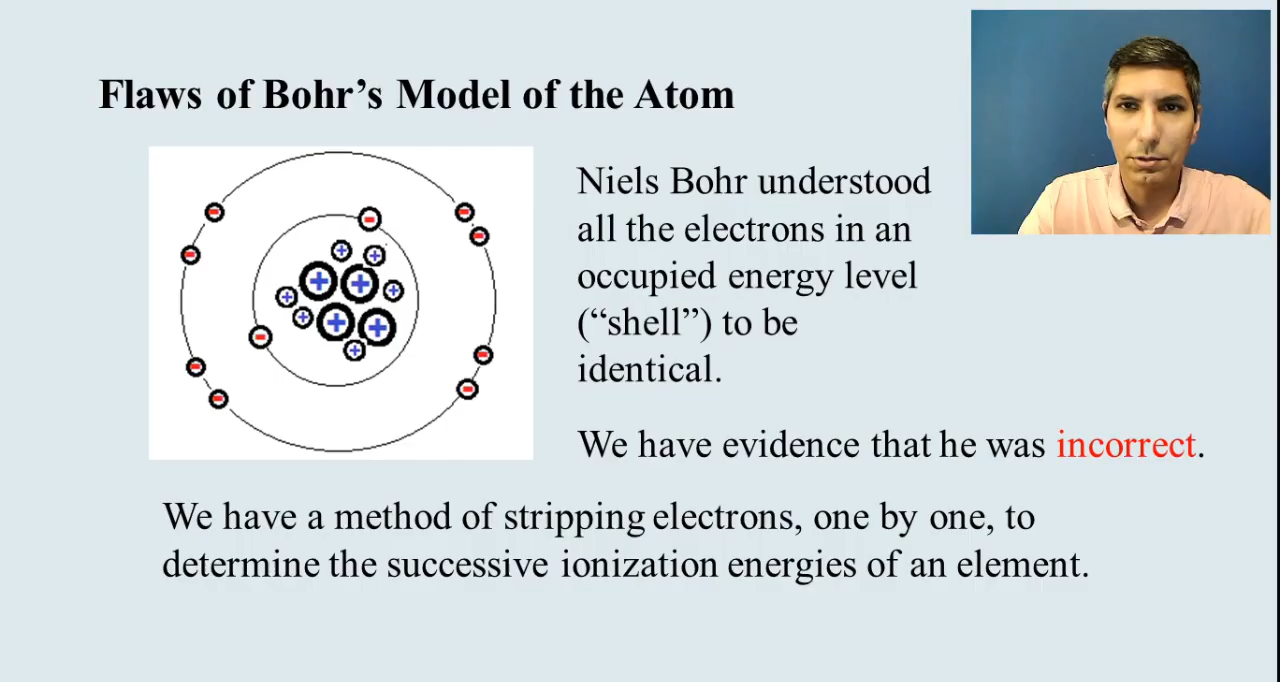 Flaws of Bohr’s Model of the Atom
Niels Bohr understood
all the electrons in an
occupied energy level
(“shell”) to be
identical.
We have evidence that he was incorrect.
We have a method of stripping electrons, one by one, to
determine the successive ionization energies of an element.